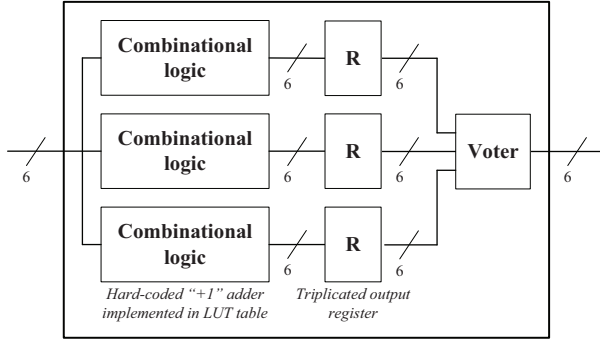 Combinational
logic
6
R
6
Combinational
logic
6
R
6
6
Voter
6
Combinational
logic
6
R
6
Hard-coded “+1” adder
implemented in LUT table
Triplicated output
register